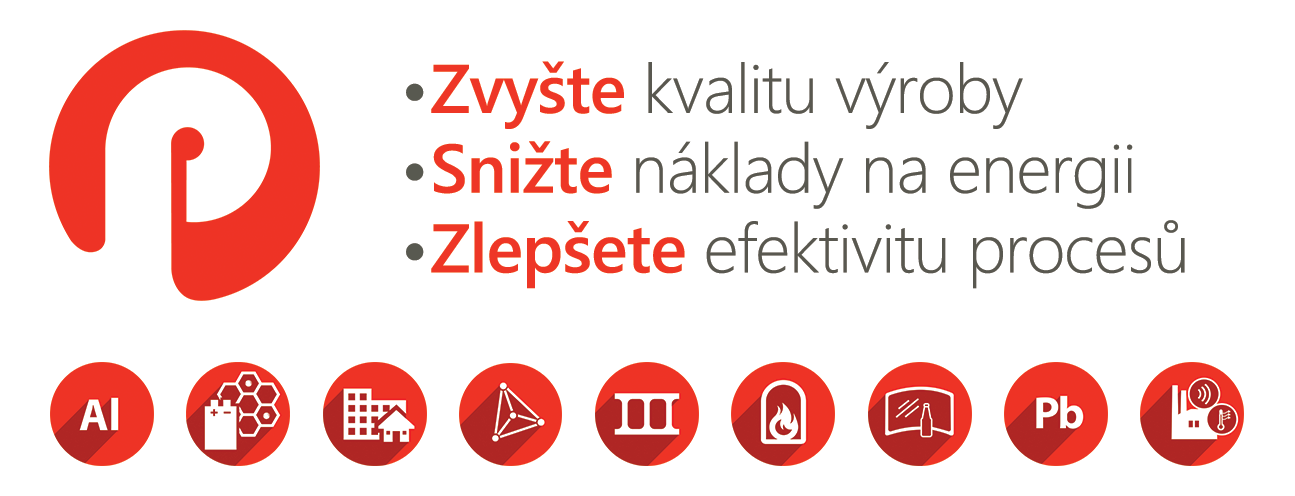 •Zvyšte kvalitu výroby
•Snižte náklady na energii
•Zlepšete efektivitu procesů
Al
Pb